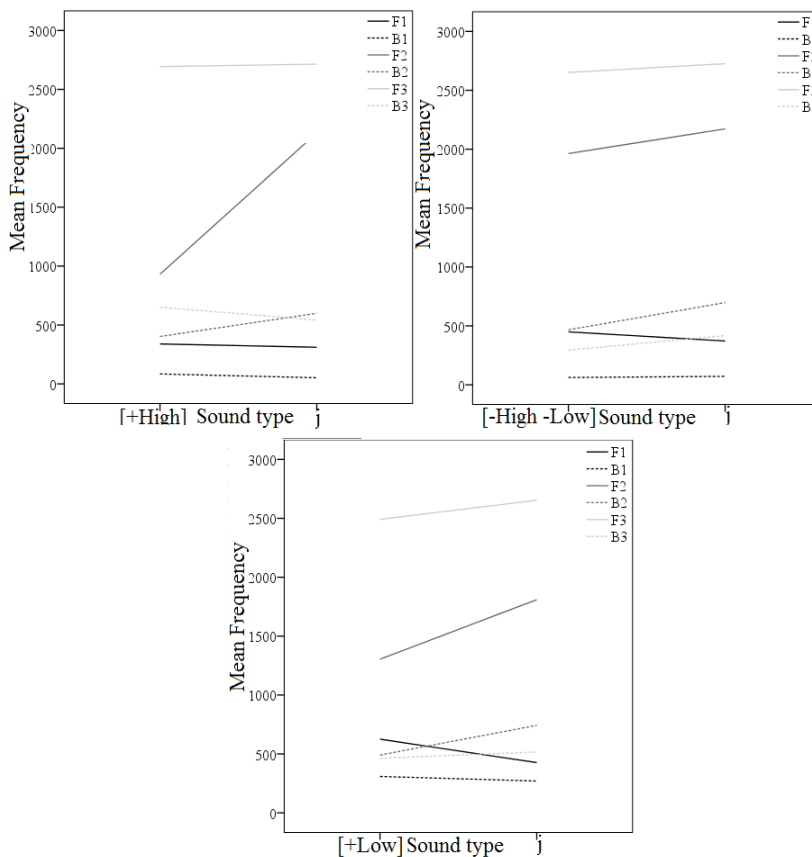 3000
2500
2000
1500
1000
500
0
Mean Frequency
F1
B1
F2
B2
F3
B3
[+High] Sound type j
3000
2500
2000
1500
1000
500
0
Mean Frequency
F1
B1
F
B
F
B
[-High -Low] Sound type j
3000
2500
2000
1500
1000
500
0
Mean Frequency
F1
B1
F2
B2
F3
B3
[+Low] Sound type j